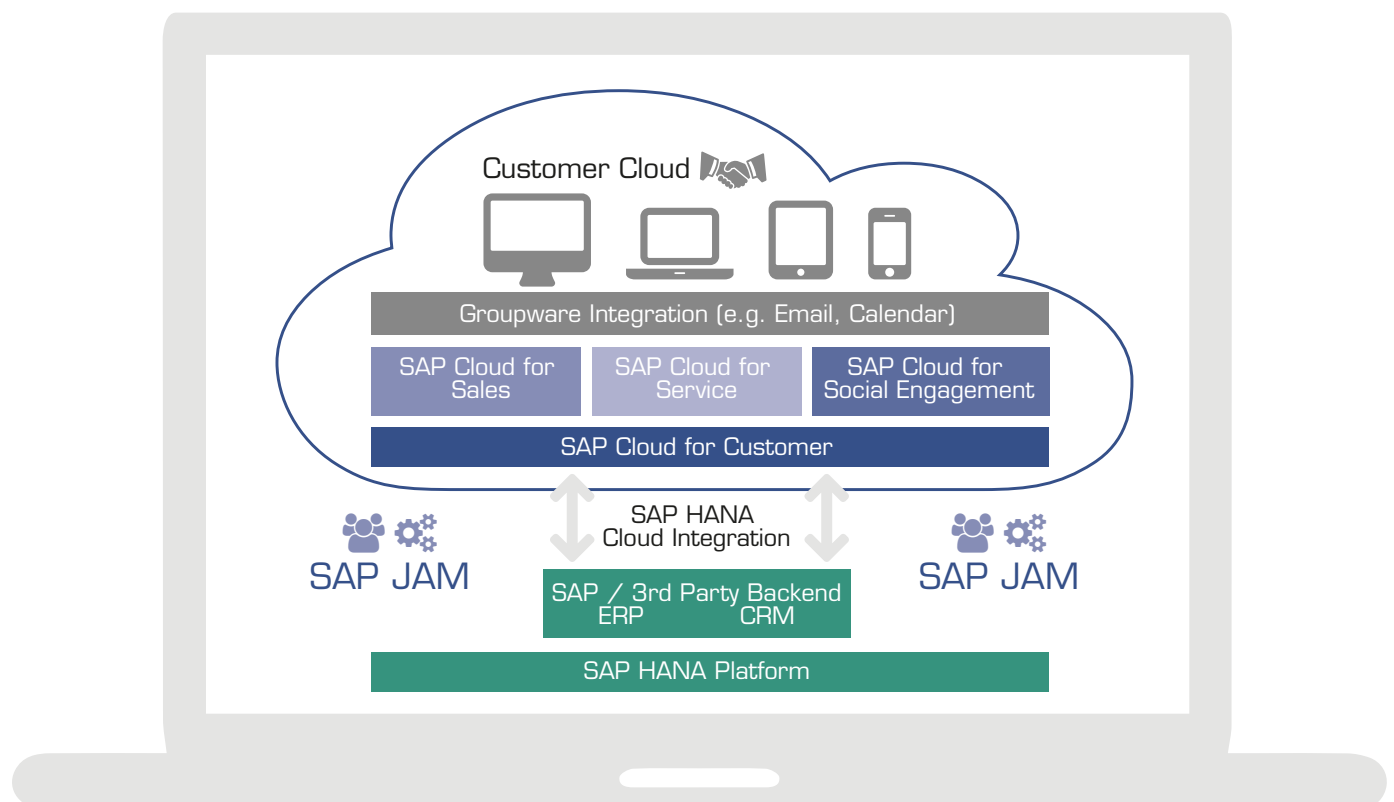 Customer Cloud
Groupware Integration (e.g. Email, Calendar)
SAP Cloud for
Sales
SAP Cloud for
Service
SAP Cloud for
Social Engagement
SAP Cloud for Customer
SAP HANA
Cloud Integration
SAP JAM
SAP JAM
SAP / 3rd Party Backend
ERP CRM
SAP HANA Platform